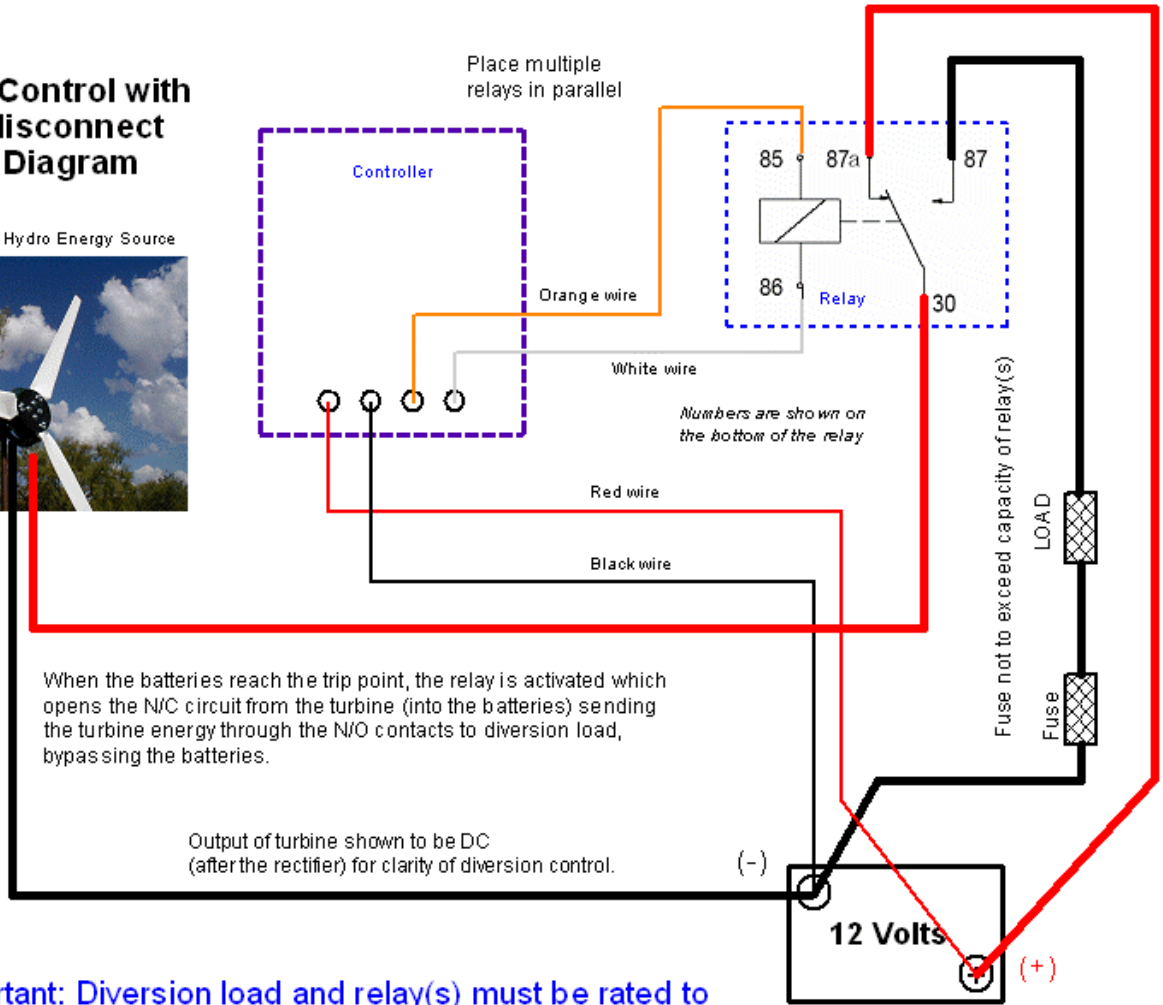 Control with
isconnect
Diagram
Hydro Energy Source
Place multiple
relays in parallel
Controller
85
87a
87
86
Relay
30
Orange wire
White wire
Numbers are shown on
the bottom of the relay
Red wire
Black wire
Fuse not to exceed capacity of relay(s)
LOAD
Fuse
When the batteries reach the trip point, the relay is activated which
opens the N/C circuit from the turbine (into the batteries) sending
the turbine energy through the N/O contacts to diversion load,
bypassing the batteries.
Output of turbine shown to be DC
(after the rectifier) for clarity of diversion control.
(-)
12 Volts
+
(+)
rtant: Diversion load and relay(s) must be rated to